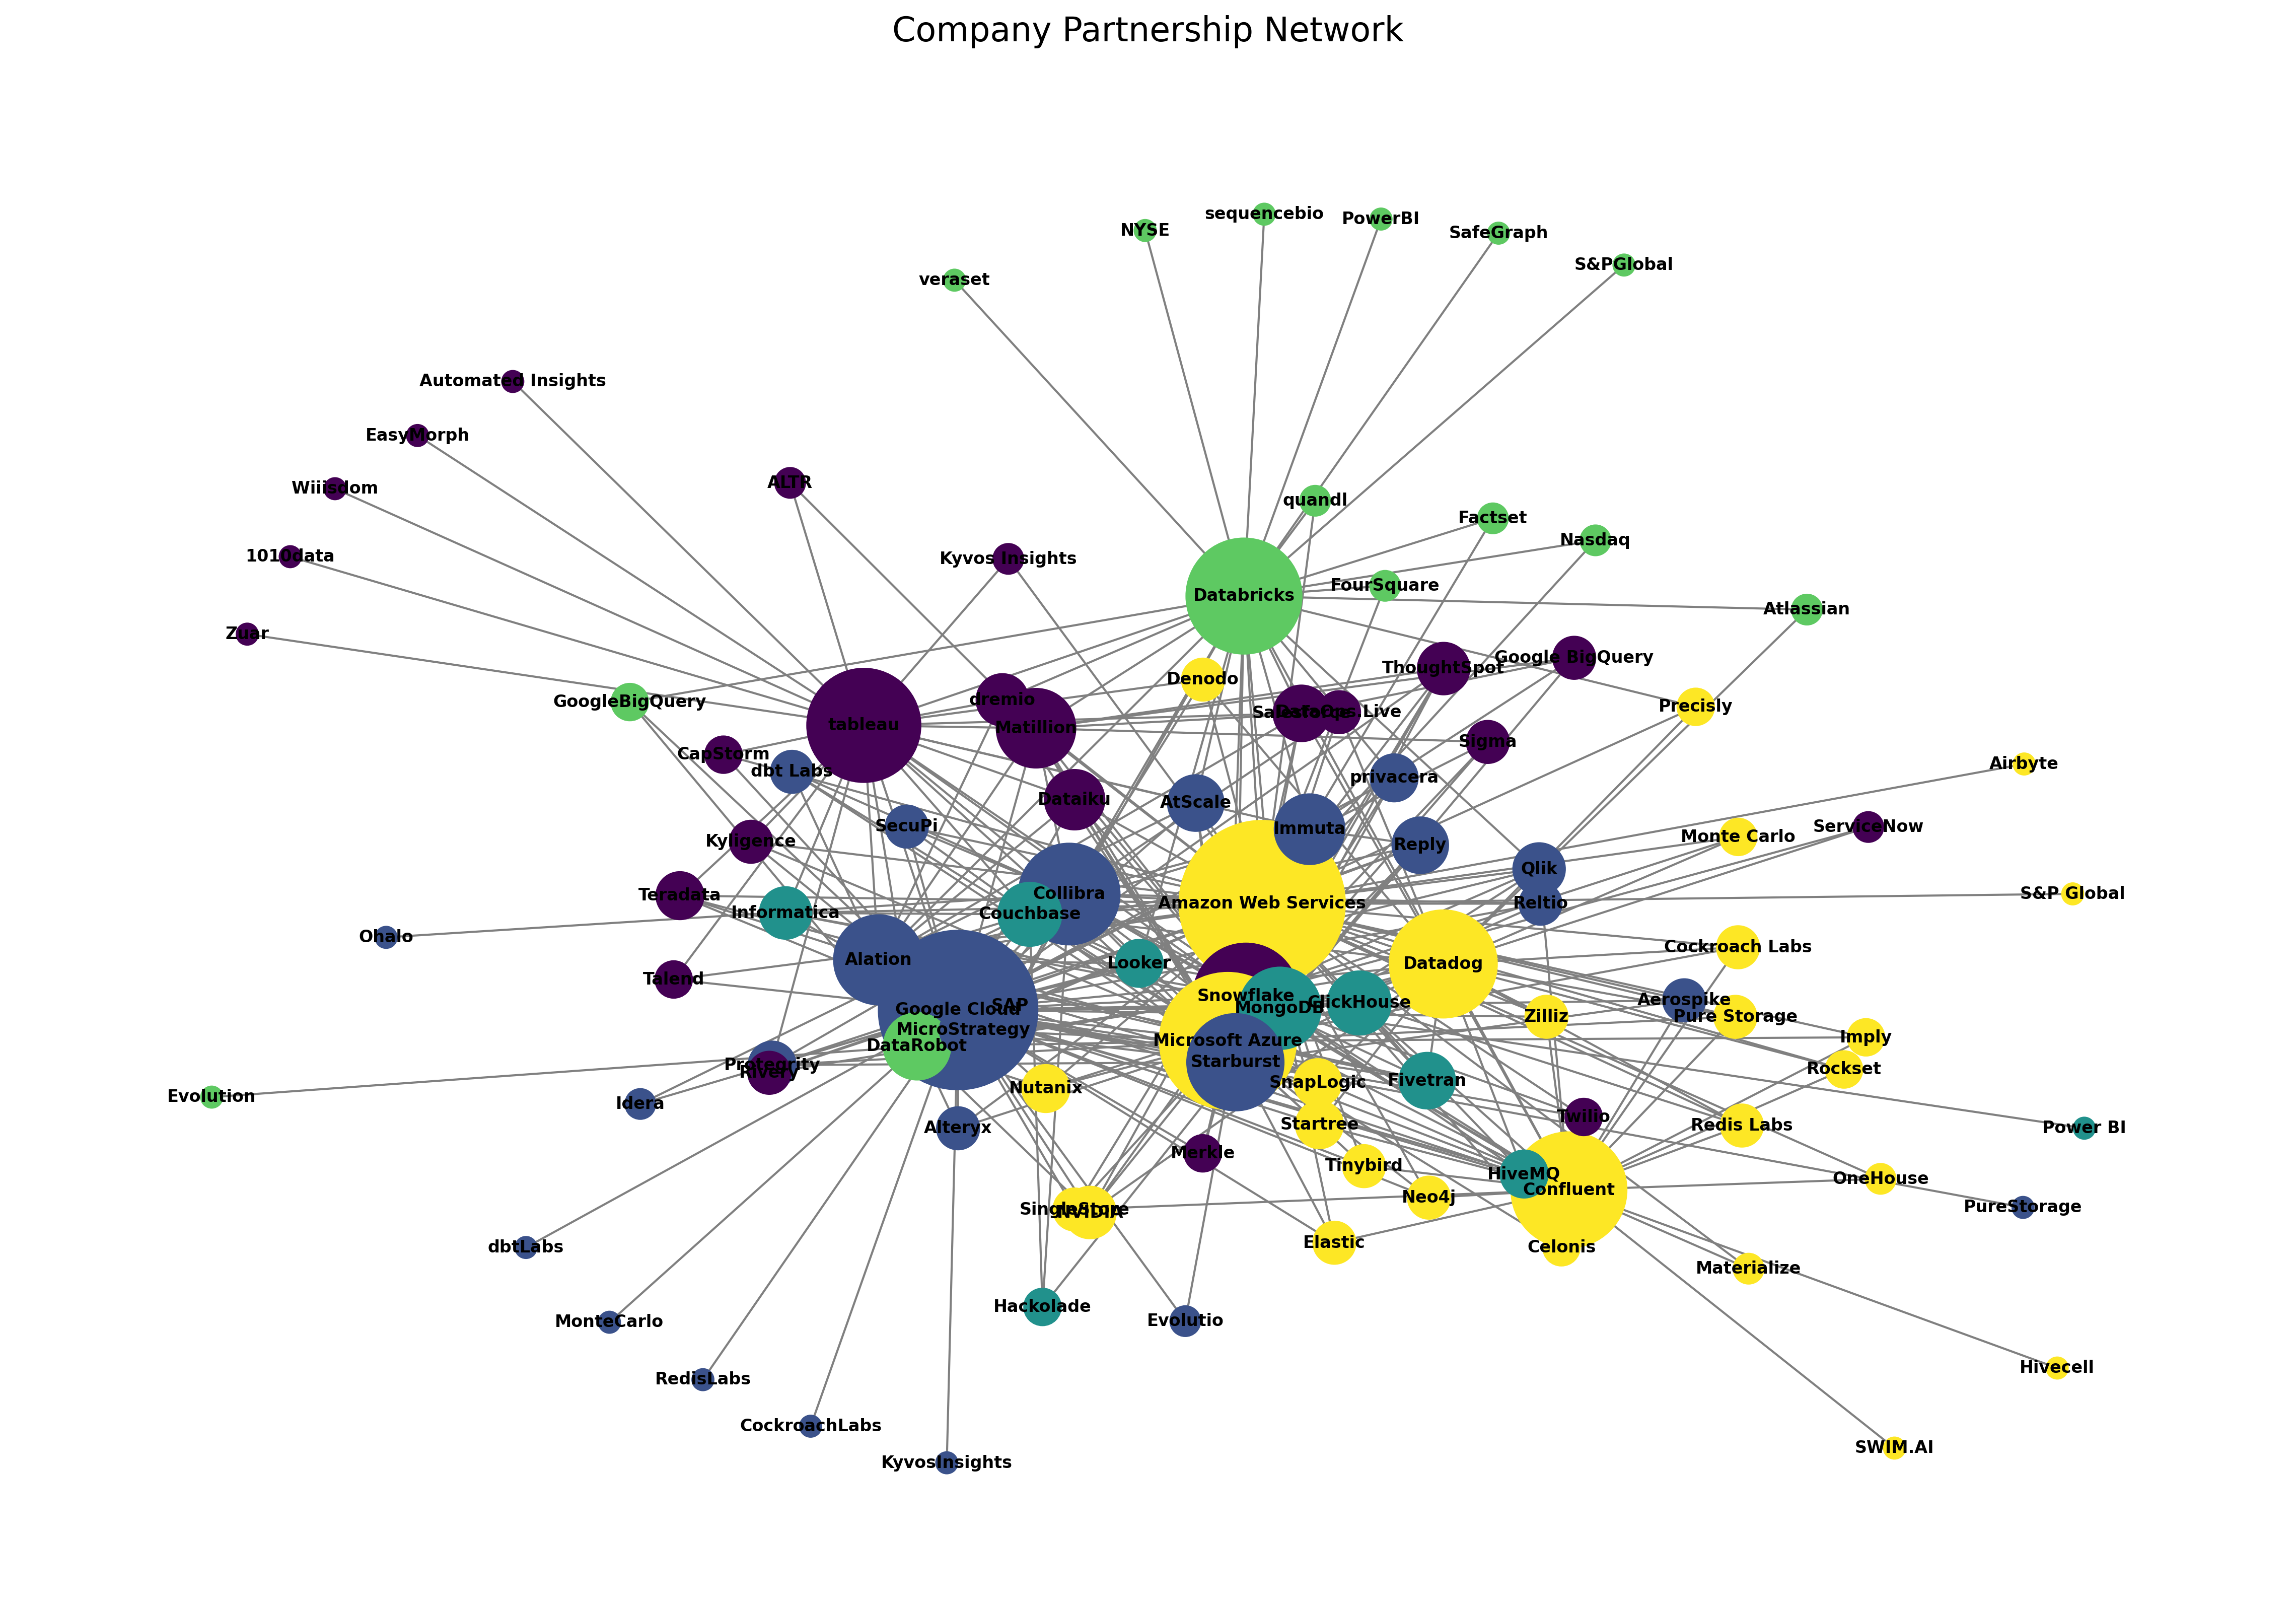 Company Partnership Network
sequencebio
PowerBI
NYSE
SafeGraph
S&PGlobal
veraset
Automated Insights
EasyMorph
ALTR
Wiiisdom
quandl
Factset
Nasdaq
1010data
Kyvos Insights
FourSquare
Databricks
Atlassian
Zuar
ThoughtSpot
Google BigQuery
Denodo
GoogleBigQuery
dremio
Precisly
Salesforce
DataOps Live
tableau
Matillion
Sigma
CapStorm
Airbyte
dbt Labs
privacera
Dataiku
AtScale
SecuPi
Immuta
ServiceNow
Monte Carlo
Kyligence
Reply
Qlik
Teradata
Collibra
S&P Global
Amazon Web Services
Reltio
Informatica
Couchbase
Ohalo
Cockroach Labs
Alation
Looker
Datadog
Talend
Snowflake
Aerospike
ClickHouse
SAP
MongoDB
Google Cloud
Zilliz
Pure Storage
MicroStrategy
Imply
Microsoft Azure
DataRobot
Starburst
Protegrity
Rockset
Rivery
Fivetran
SnapLogic
Nutanix
Evolution
Idera
Twilio
Startree
Redis Labs
Alteryx
Power BI
Merkle
Tinybird
HiveMQ
OneHouse
Confluent
Neo4j
PureStorage
SingleStore
NVIDIA
Elastic
Celonis
dbtLabs
Materialize
Hackolade
Evolutio
MonteCarlo
Hivecell
RedisLabs
CockroachLabs
SWIM.AI
KyvosInsights